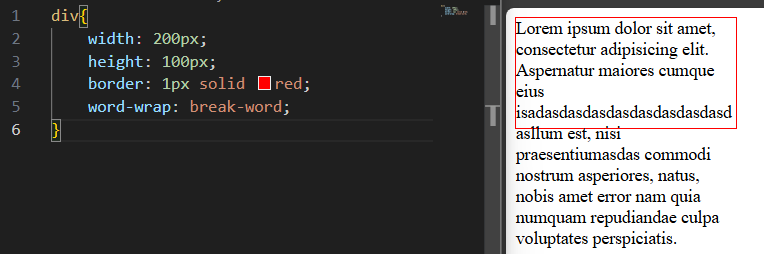 1 div{
2 width: 200px;
3 height: 100px;
4 border: 1px solid red;
5 word-wrap: break-word;
6 }
Lorem ipsum dolor sit amet,
consectetur adipisicing elit.
Aspernatur maiores cumque
eius
isadasdasdasdasdasdasdasdasd
asllum est, nisi
praesentiumasdas commodi
nostrum asperiores, natus,
nobis amet error nam quia
numquam repudiandae culpa
voluptates perspiciatis.